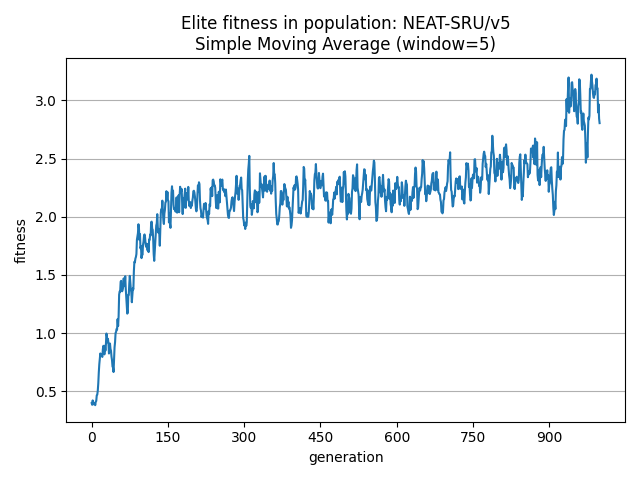 Elite fitness in population: NEAT-SRU/v5
Simple Moving Average (window=5)
fitness
3.0
2.5
2.0
1.5
1.0
0.5
0 150 300 450 600 750 900
generation